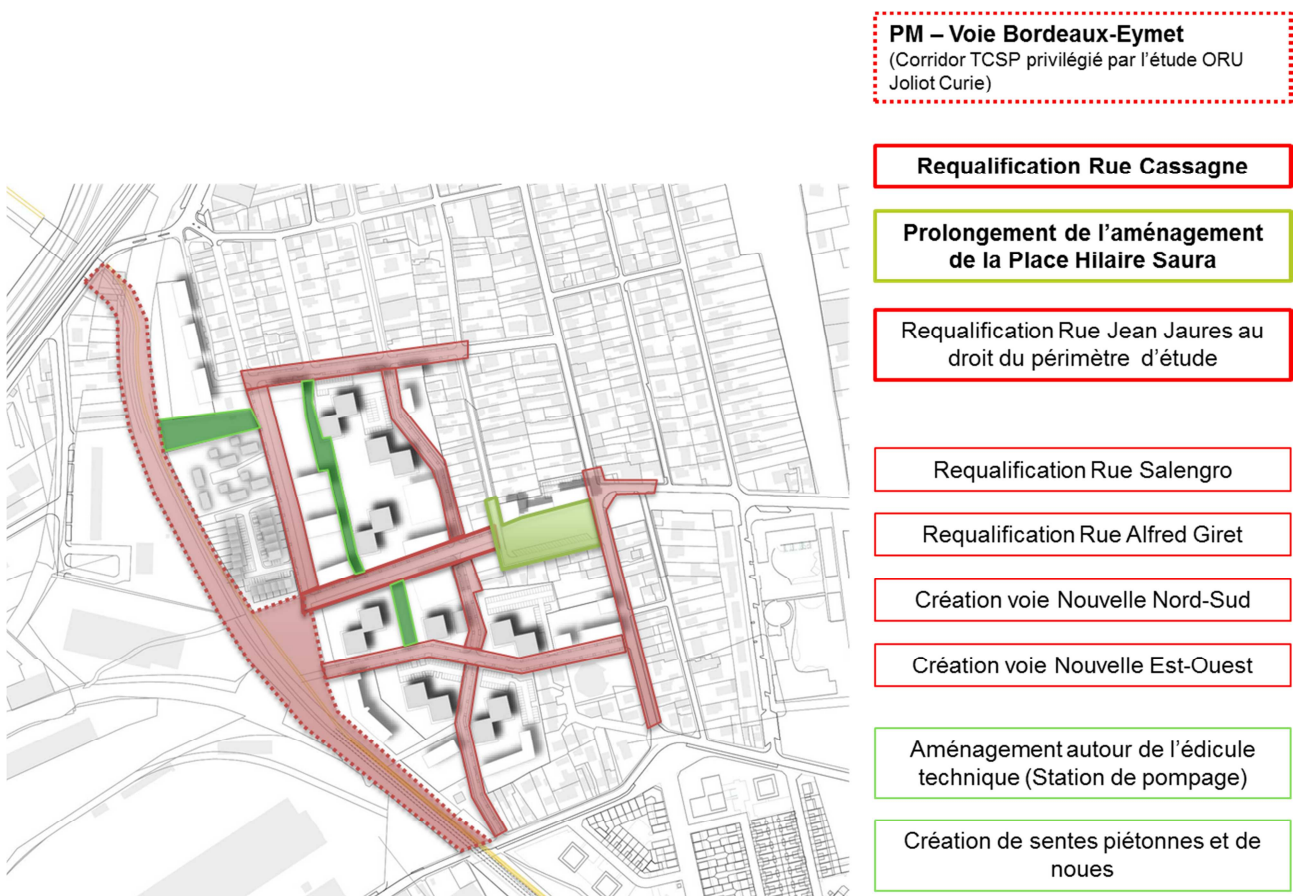 PM – Voie Bordeaux-Eymet
(Corridor TCSP privilégié par l’étude ORU
Joliot Curie)
Requalification Rue Cassagne
Prolongement de l’aménagement
de la Place Hilaire Saura
Requalification Rue Jean Jaures au
droit du périmètre d’étude
Requalification Rue Salengro
Requalification Rue Alfred Giret
Création voie Nouvelle Nord-Sud
Création voie Nouvelle Est-Ouest
Aménagement autour de l’édicule
technique (Station de pompage)
Création de sentes piétonnes et de
noues